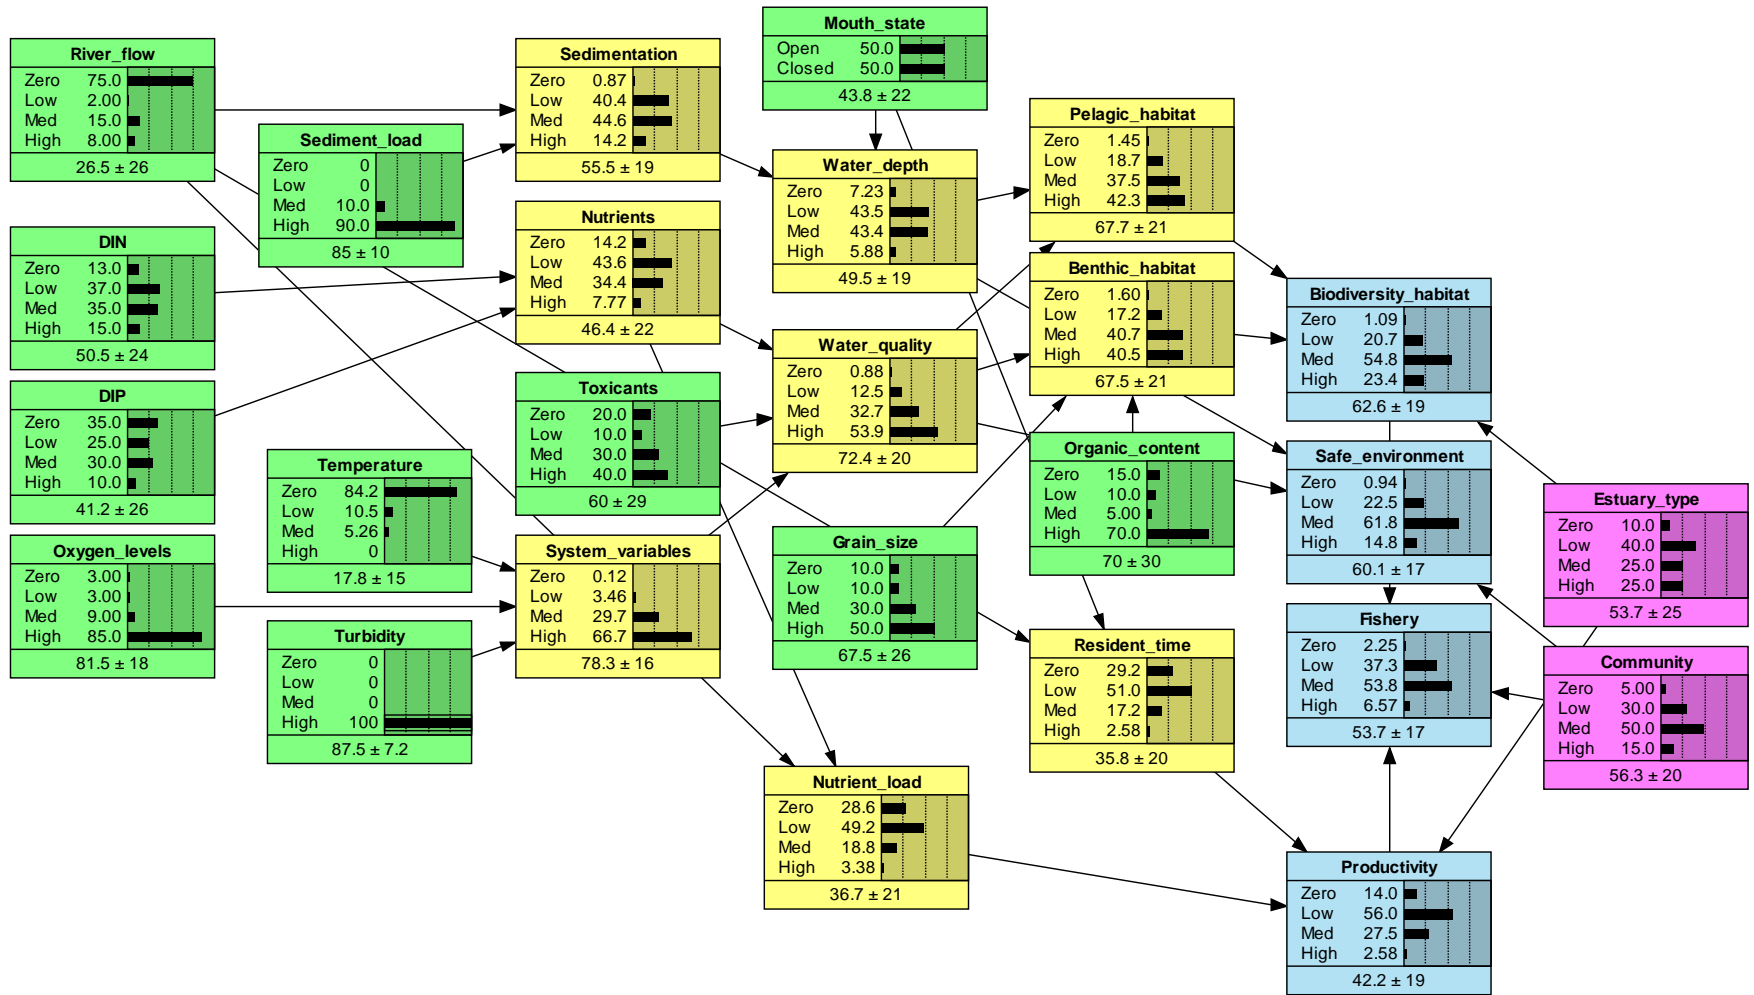 River_flow
Zero 75.0
Low 2.00
Med 15.0
High 8.00
26.5 ± 26
Sediment_load
Zero 0
Low 0
Med 10.0
High 90.0
85 ± 10
DIN
Zero 13.0
Low 37.0
Med 35.0
High 15.0
50.5 ± 24
DIP
Zero 35.0
Low 25.0
Med 30.0
High 10.0
41.2 ± 26
Temperature
Zero 84.2
Low 10.5
Med 5.26
High 0
17.8 ± 15
Oxygen_levels
Zero 3.00
Low 3.00
Med 9.00
High 85.0
81.5 ± 18
Turbidity
Zero 0
Low 0
Med 0
High 100
87.5 ± 7.2
Sedimentation
Zero 0.87
Low 40.4
Med 44.6
High 14.2
55.5 ± 19
Nutrients
Zero 14.2
Low 43.6
Med 34.4
High 7.77
46.4 ± 22
Toxicants
Zero 20.0
Low 10.0
Med 30.0
High 40.0
60 ± 29
System_variables
Zero 0.12
Low 3.46
Med 29.7
High 66.7
78.3 ± 16
Mouth_state
Open 50.0
Closed 50.0
43.8 ± 22
Water_depth
Zero 7.23
Low 43.5
Med 43.4
High 5.88
49.5 ± 19
Water_quality
Zero 0.88
Low 12.5
Med 32.7
High 53.9
72.4 ± 20
Grain_size
Zero 10.0
Low 10.0
Med 30.0
High 50.0
67.5 ± 26
Nutrient_load
Zero 28.6
Low 49.2
Med 18.8
High 3.38
36.7 ± 21
Pelagic_habitat
Zero 1.45
Low 18.7
Med 37.5
High 42.3
67.7 ± 21
Benthic_habitat
Zero 1.60
Low 17.2
Med 40.7
High 40.5
67.5 ± 21
Organic_content
Zero 15.0
Low 10.0
Med 5.00
High 70.0
70 ± 30
Resident_time
Zero 29.2
Low 51.0
Med 17.2
High 2.58
35.8 ± 20
Biodiversity_habitat
Zero 1.09
Low 20.7
Med 54.8
High 23.4
62.6 ± 19
Safe_environment
Zero 0.94
Low 22.5
Med 61.8
High 14.8
60.1 ± 17
Fishery
Zero 2.25
Low 37.3
Med 53.8
High 6.57
53.7 ± 17
Productivity
Zero 14.0
Low 56.0
Med 27.5
High 2.58
42.2 ± 19
Estuary_type
Zero 10.0
Low 40.0
Med 25.0
High 25.0
53.7 ± 25
Community
Zero 5.00
Low 30.0
Med 50.0
High 15.0
56.3 ± 20